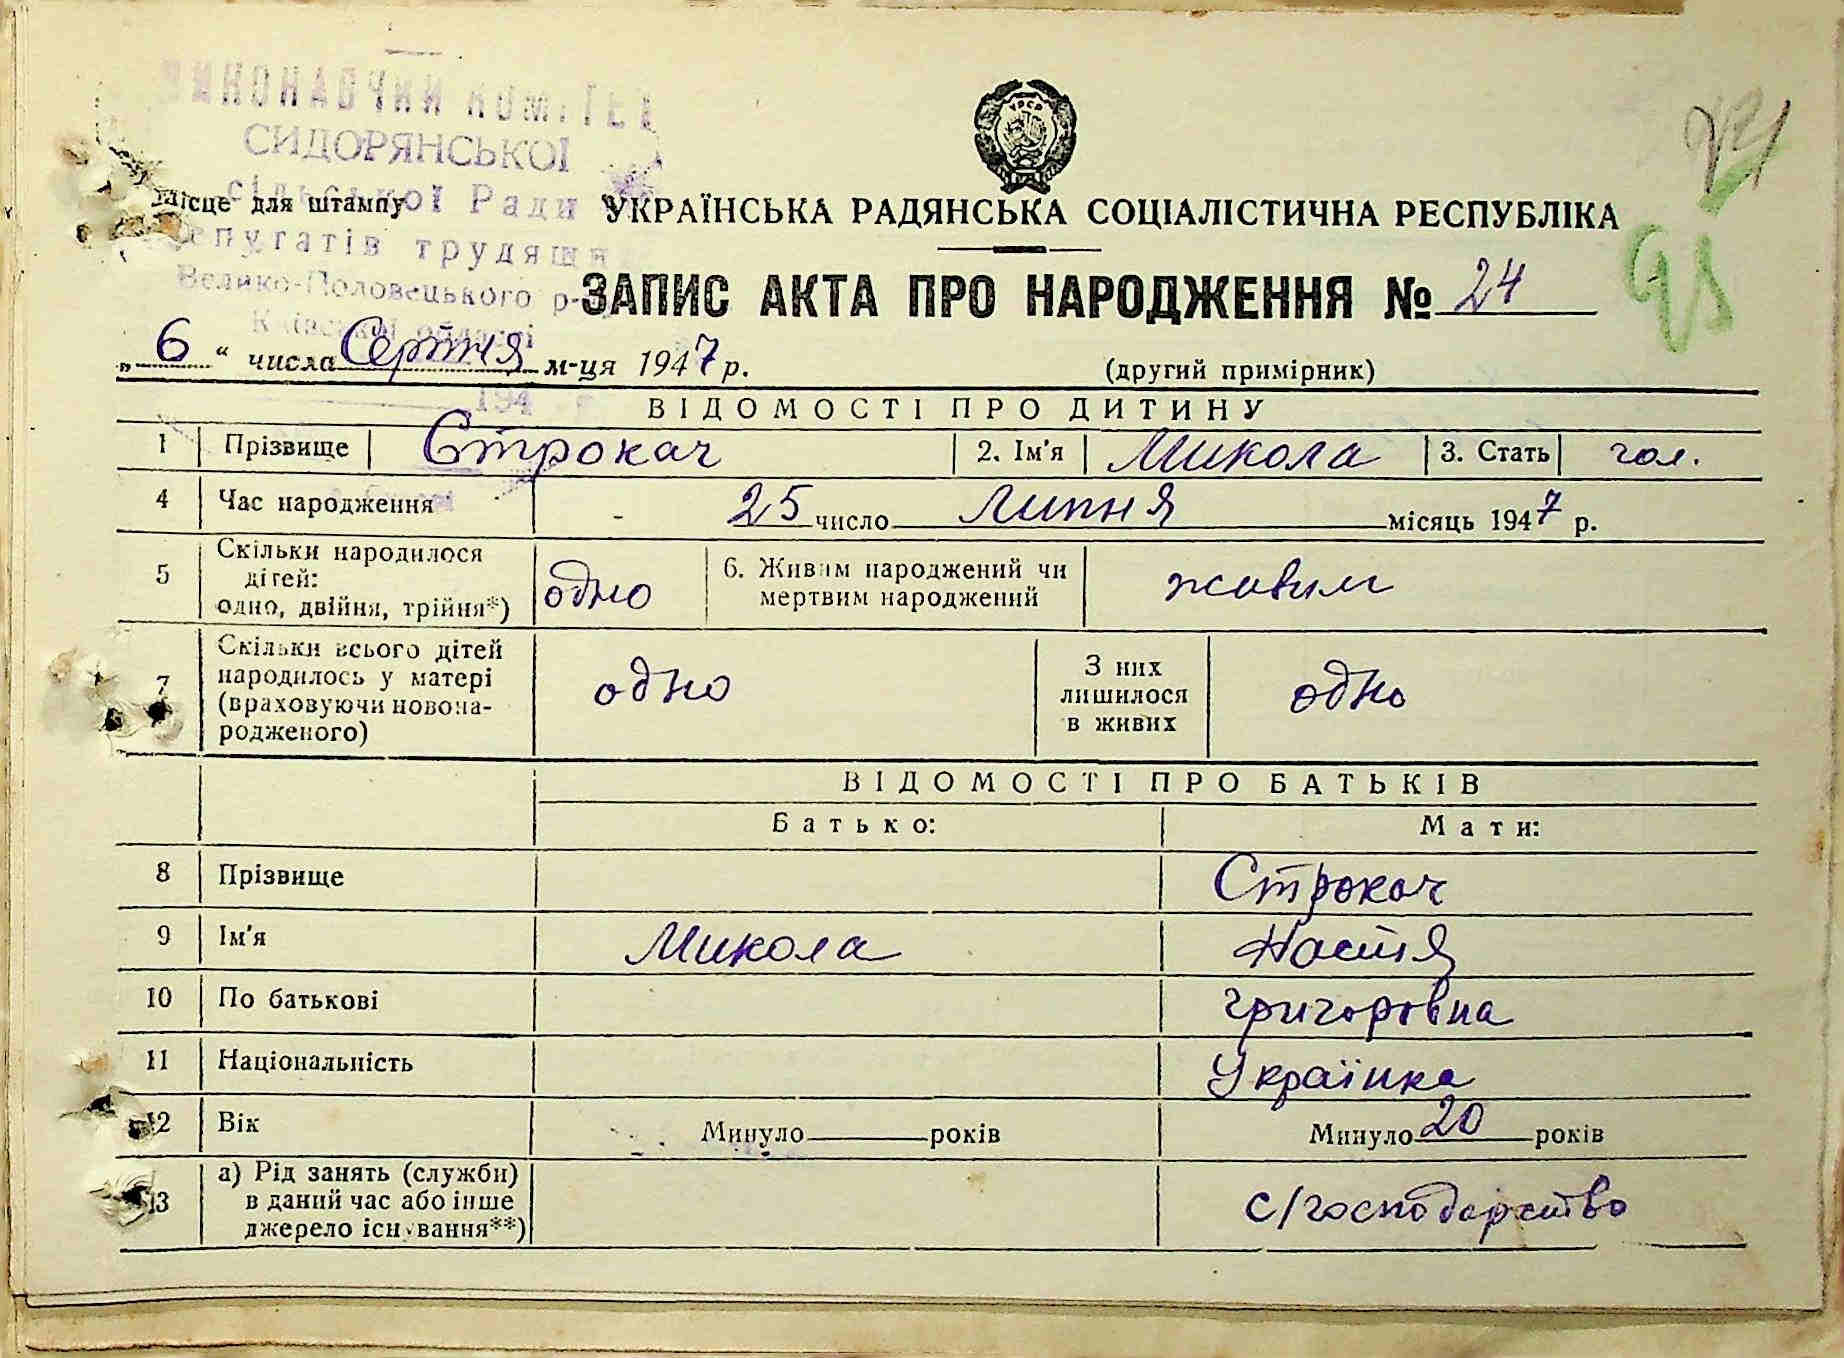 ВИКОНАВЧИЙ КОМІТЕТ
СИДОРЯНСЬКОЇ
сільської Ради
депутатів трудящих
Велико-Половецького р-
Київської області
194
Місце для штампу
УРСР
УКРАЇНСЬКА РАДЯНСЬКА СОЦІАЛІСТИЧНА РЕСПУБЛІКА
ЗАПИС АКТА ПРО НАРОДЖЕННЯ № 24
„ 6 “ числа Серпня м-ця 1947 р.
(другий примірник)
ВІДОМОСТІ ПРО ДИТИНУ
1 Прізвище Строкач 2. Ім'я Микола 3. Стать чол.
4 Час народження - 25 число Липня місяць 1947 р.
5 Скільки народилося дітей: одно, двійня, трійня*) одно 6. Живим народжений чи мертвим народжений живим
7 Скільки всього дітей народилось у матері (враховуючи новона-родженого) одно З них лишилося в живих одно
ВІДОМОСТІ ПРО БАТЬКІВ
Батько: Мати:
8 Прізвище Строкач
9 Ім'я Микола Настя
10 По батькові Григоровна
11 Національність Українка
12 Вік Минуло років Минуло 20 років
13 а) Рід занять (служби) в даний час або інше джерело існування**) с/господарство